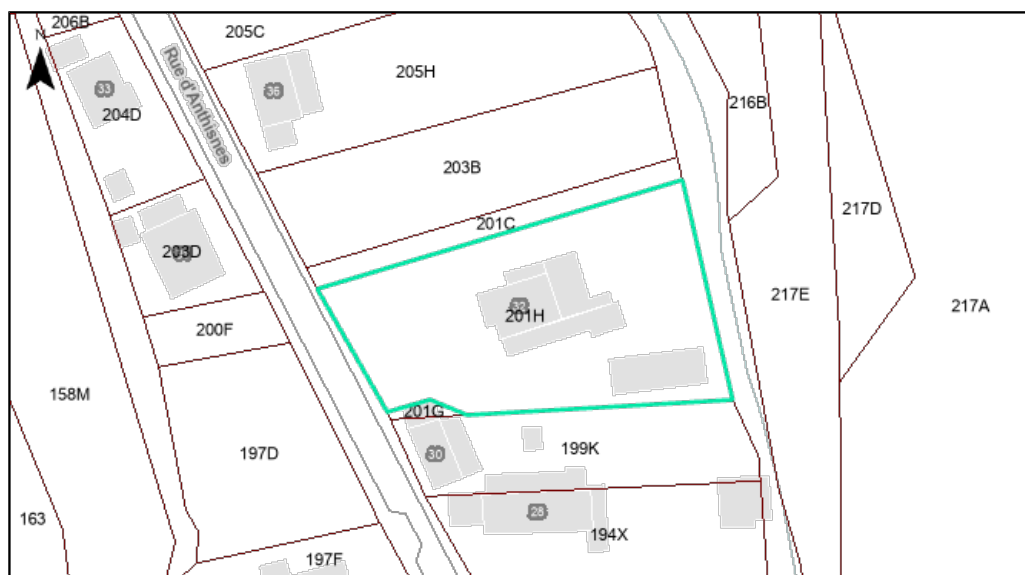 206B
N
205C
33
Rue d'Anthisnes
36
205H
204D
216B
203B
217D
201C
203D
217E
217A
32
201H
200F
158M
201G
197D
30
199K
163
28
194X
197F